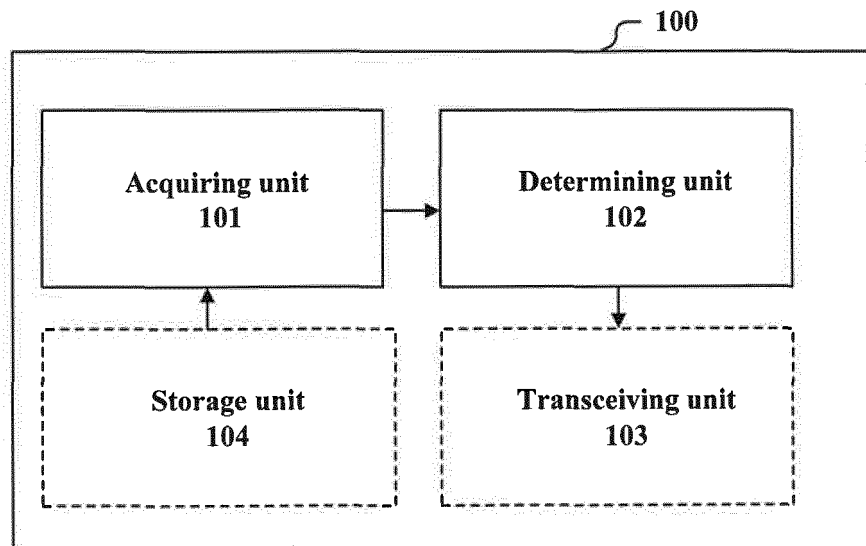 100
Acquiring unit
101
Determining unit
102
Storage unit
104
Transceiving unit
103